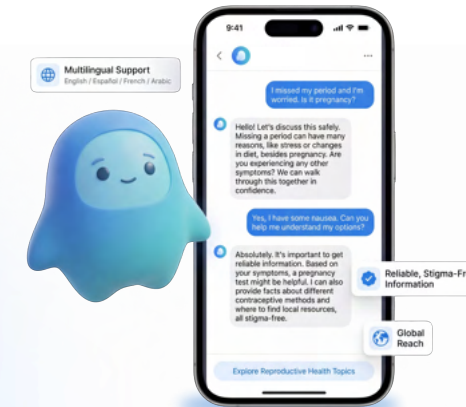 9:41
Multilingual Support
English / Español / French / Arabic
I missed my period and I'm
worried. Is it pregnancy?
Hello! Let's discuss this safely.
Missing a period can have many
reasons, like stress or changes
in diet, besides pregnancy. Are
you experiencing any other
symptoms? We can walk
through this together in
confidence.
Yes, I have some nausea. Can you
help me understand my options?
Absolutely. It's important to get
reliable information. Based on
your symptoms, a pregnancy
test might be helpful. I can also
provide facts about different
contraceptive methods and
where to find local resources,
all stigma-free.
Reliable, Stigma-Fr
Information
Global
Reach
Explore Reproductive Health Topics